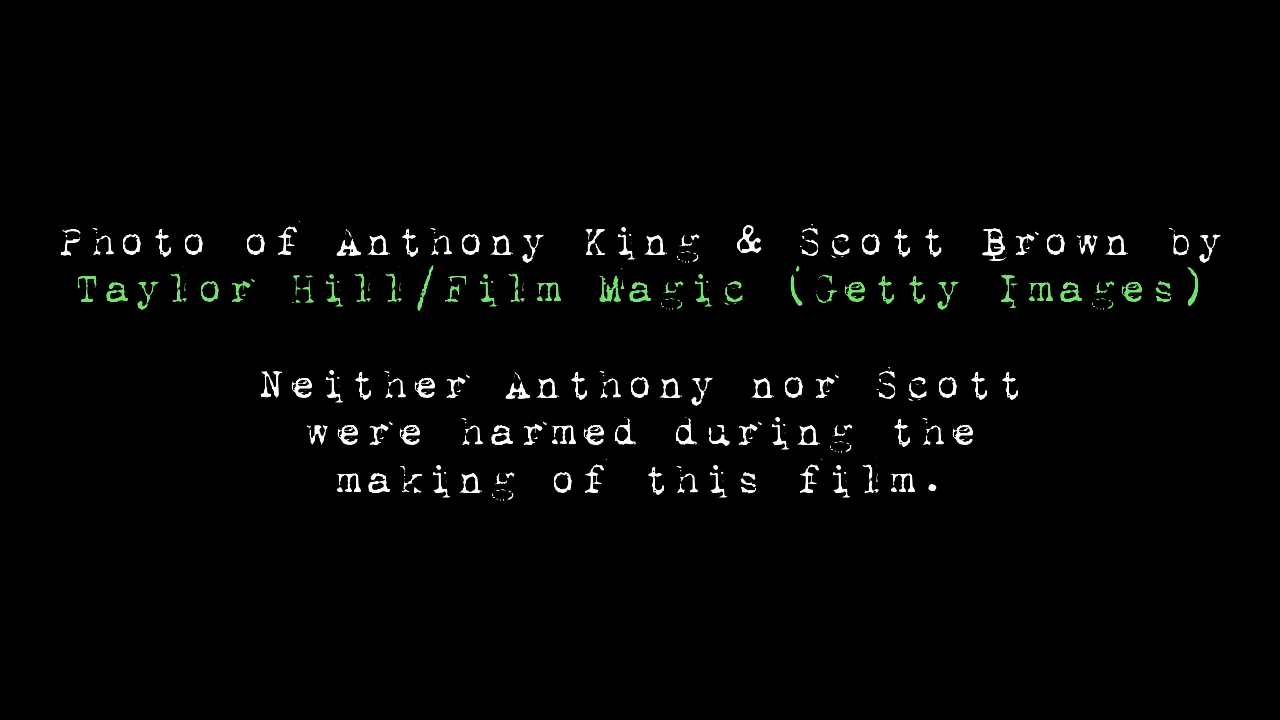 Photo of Anthony King & Scott Brown by
Taylor Hill/Film Magic (Getty Images)
Neither Anthony nor Scott
were harmed during the
making of this film.